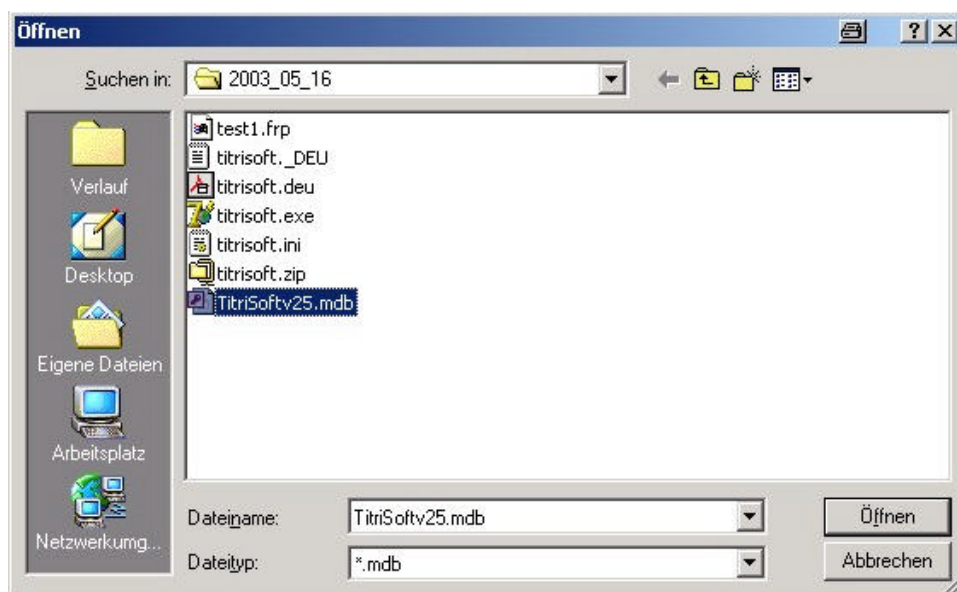 Öffnen
Suchen in: 2003_05_16
Verlauf
Desktop
Eigene Dateien
Arbeitsplatz
Netzwerkumg...
test1.frp
titrisoft._DEU
titrisoft.deu
titrisoft.exe
titrisoft.ini
titrisoft.zip
TitriSoftv25.mdb
Dateiname: TitriSoftv25.mdb Öffnen
Dateityp: *.mdb Abbrechen